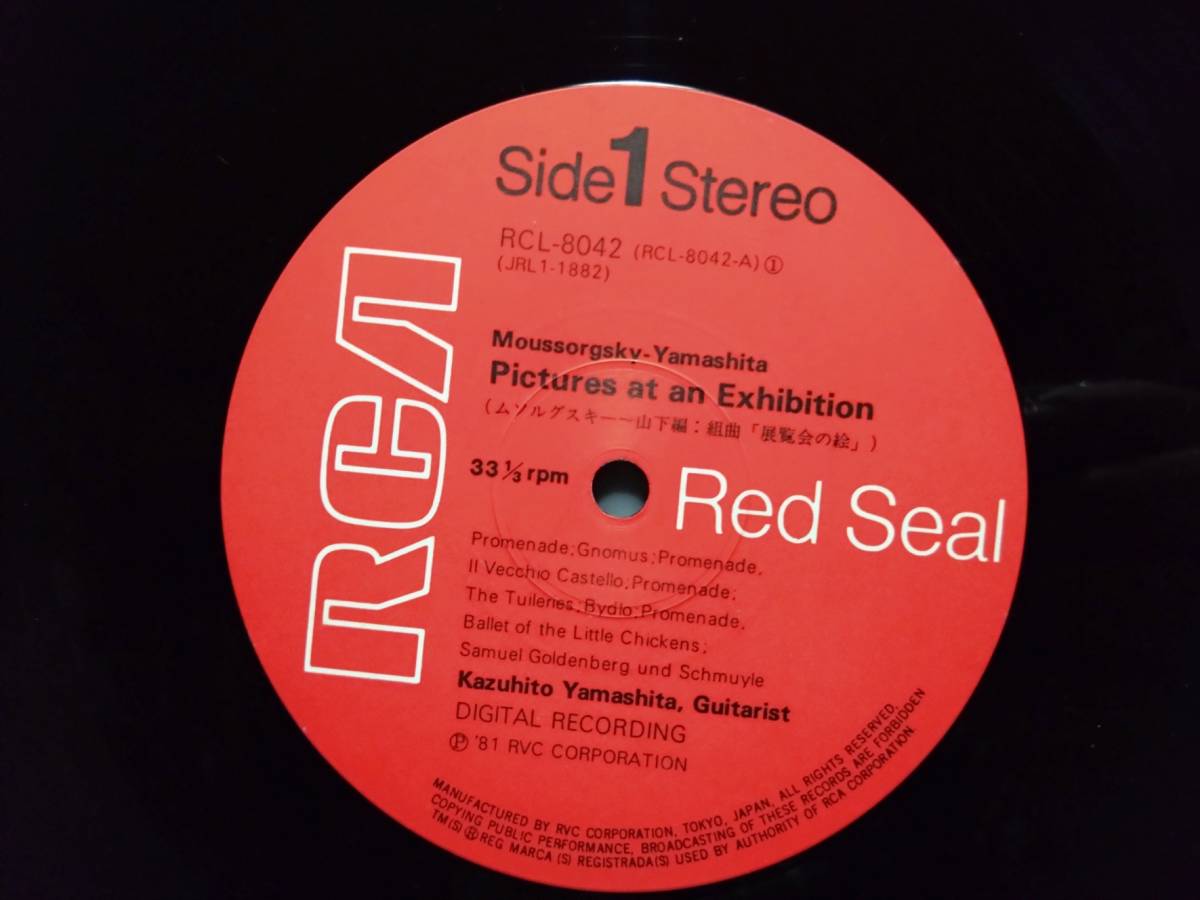 Side 1 Stereo
RCL-8042 (RCL-8042-A) ①
(JRL1-1882)
RCA
Moussorgsky-Yamashita
Pictures at an Exhibition
(ムソルグスキー～山下編：組曲「展覧会の絵」)
33 1/3 rpm
Red Seal
Promenade; Gnomus; Promenade,
Il Vecchio Castello; Promenade;
The Tuileries; Bydlo; Promenade,
Ballet of the Little Chickens;
Samuel Goldenberg und Schmuyle
Kazuhito Yamashita, Guitarist
DIGITAL RECORDING
Ⓟ '81 RVC CORPORATION
MANUFACTURED BY RVC CORPORATION, TOKYO, JAPAN, ALL RIGHTS RESERVED,
COPYING PUBLIC PERFORMANCE, BROADCASTING OF THESE RECORDS ARE FORBIDDEN
TM(S) ® REG MARCA (S) REGISTRADA(S) USED BY AUTHORITY OF RCA CORPORATION